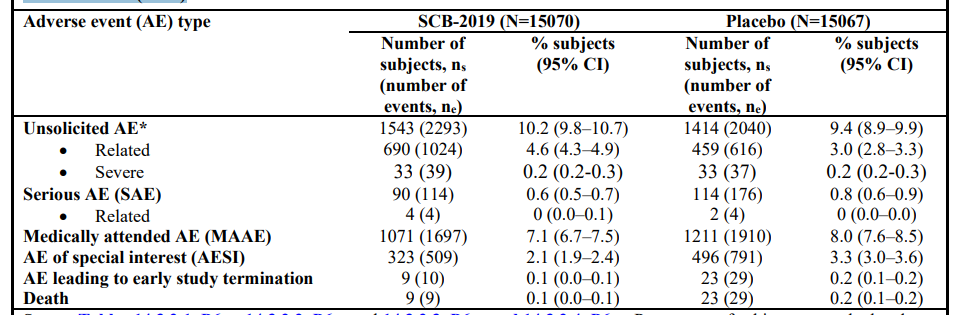 Adverse event (AE) type SCB-2019 (N=15070) Placebo (N=15067)
Number of subjects, ns (number of events, ne) % subjects (95% CI) Number of subjects, ns (number of events, ne) % subjects (95% CI)
Unsolicited AE* 1543 (2293) 10.2 (9.8–10.7) 1414 (2040) 9.4 (8.9–9.9)
• Related 690 (1024) 4.6 (4.3–4.9) 459 (616) 3.0 (2.8–3.3)
• Severe 33 (39) 0.2 (0.2-0.3) 33 (37) 0.2 (0.2-0.3)
Serious AE (SAE) 90 (114) 0.6 (0.5–0.7) 114 (176) 0.8 (0.6–0.9)
• Related 4 (4) 0 (0.0–0.1) 2 (4) 0 (0.0–0.0)
Medically attended AE (MAAE) 1071 (1697) 7.1 (6.7–7.5) 1211 (1910) 8.0 (7.6–8.5)
AE of special interest (AESI) 323 (509) 2.1 (1.9–2.4) 496 (791) 3.3 (3.0–3.6)
AE leading to early study termination 9 (10) 0.1 (0.0–0.1) 23 (29) 0.2 (0.1–0.2)
Death 9 (9) 0.1 (0.0–0.1) 23 (29) 0.2 (0.1–0.2)